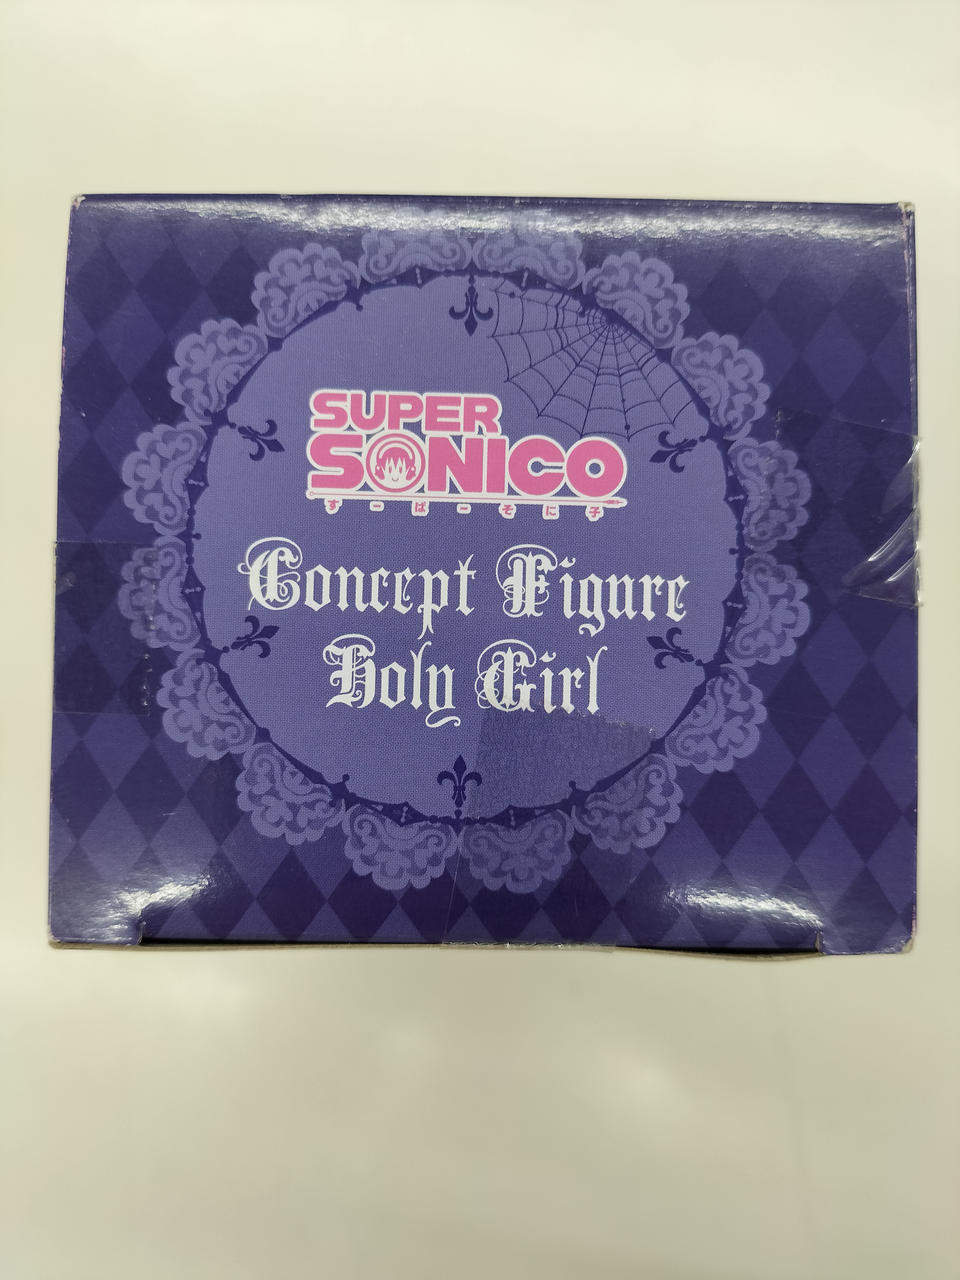 SUPER
SONICO
すーぱーそに子
Concept Figure
Holy Girl